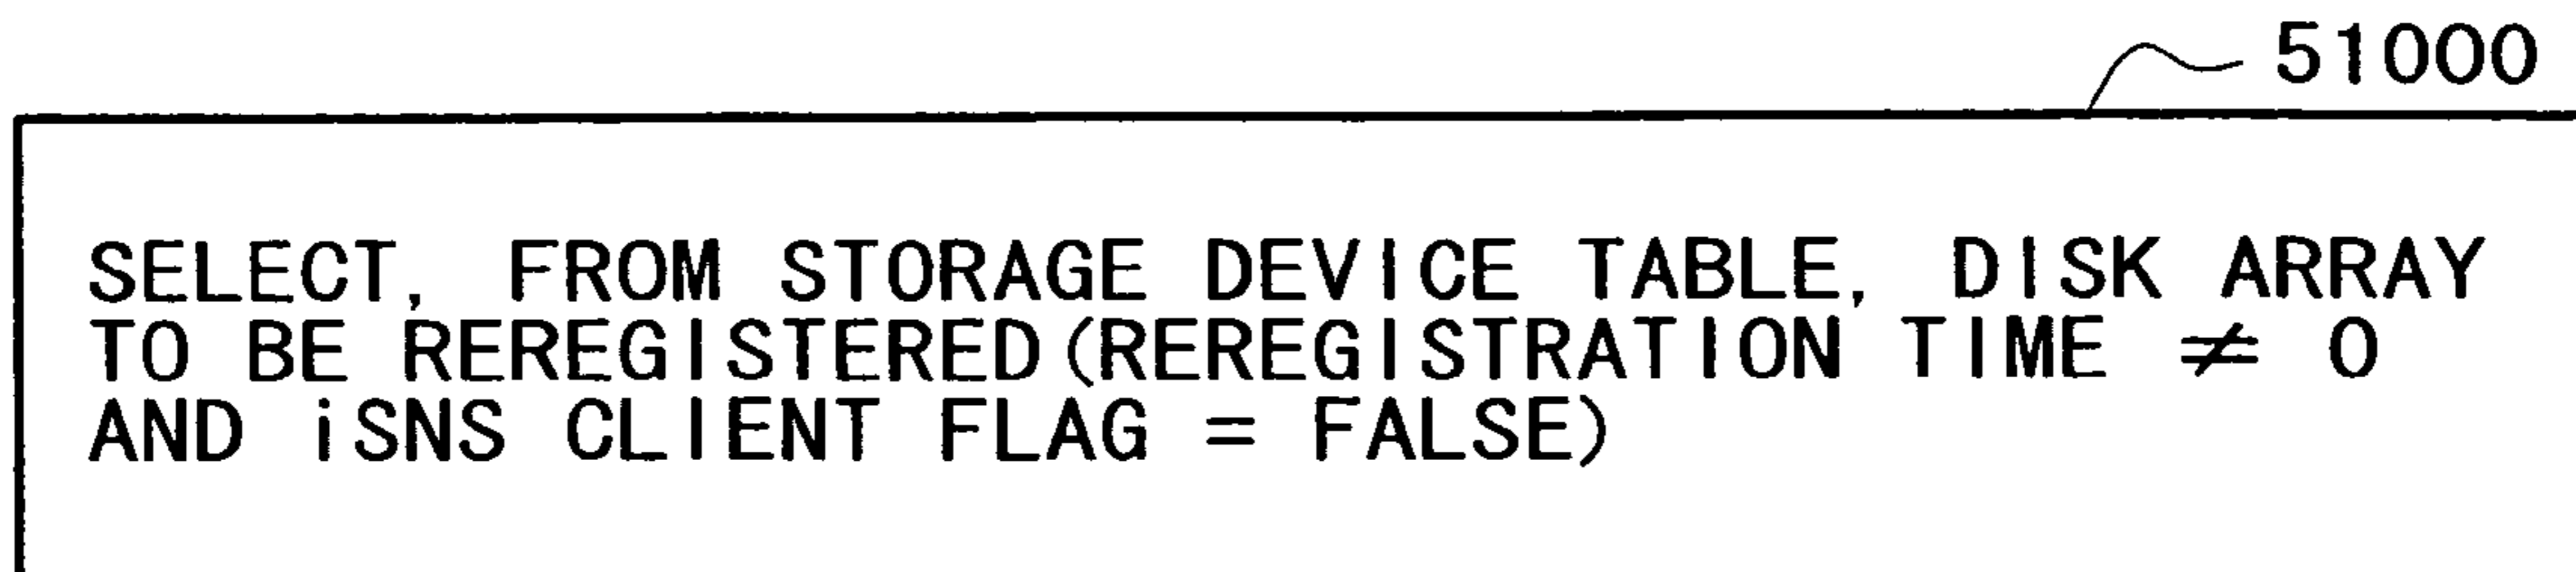 51000
SELECT, FROM STORAGE DEVICE TABLE, DISK ARRAY
TO BE REREGISTERED(REREGISTRATION TIME ≠ 0
AND iSNS CLIENT FLAG = FALSE)